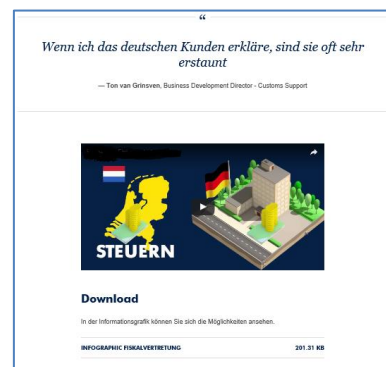 “
Wenn ich das deutschen Kunden erkläre, sind sie oft sehr
erstaunt
— Ton van Grinsven, Business Development Director - Customs Support
STEUERN
Download
In der Informationsgrafik können Sie sich die Möglichkeiten ansehen.
INFOGRAPHIC FISKALVERTRETUNG 201.31 KB